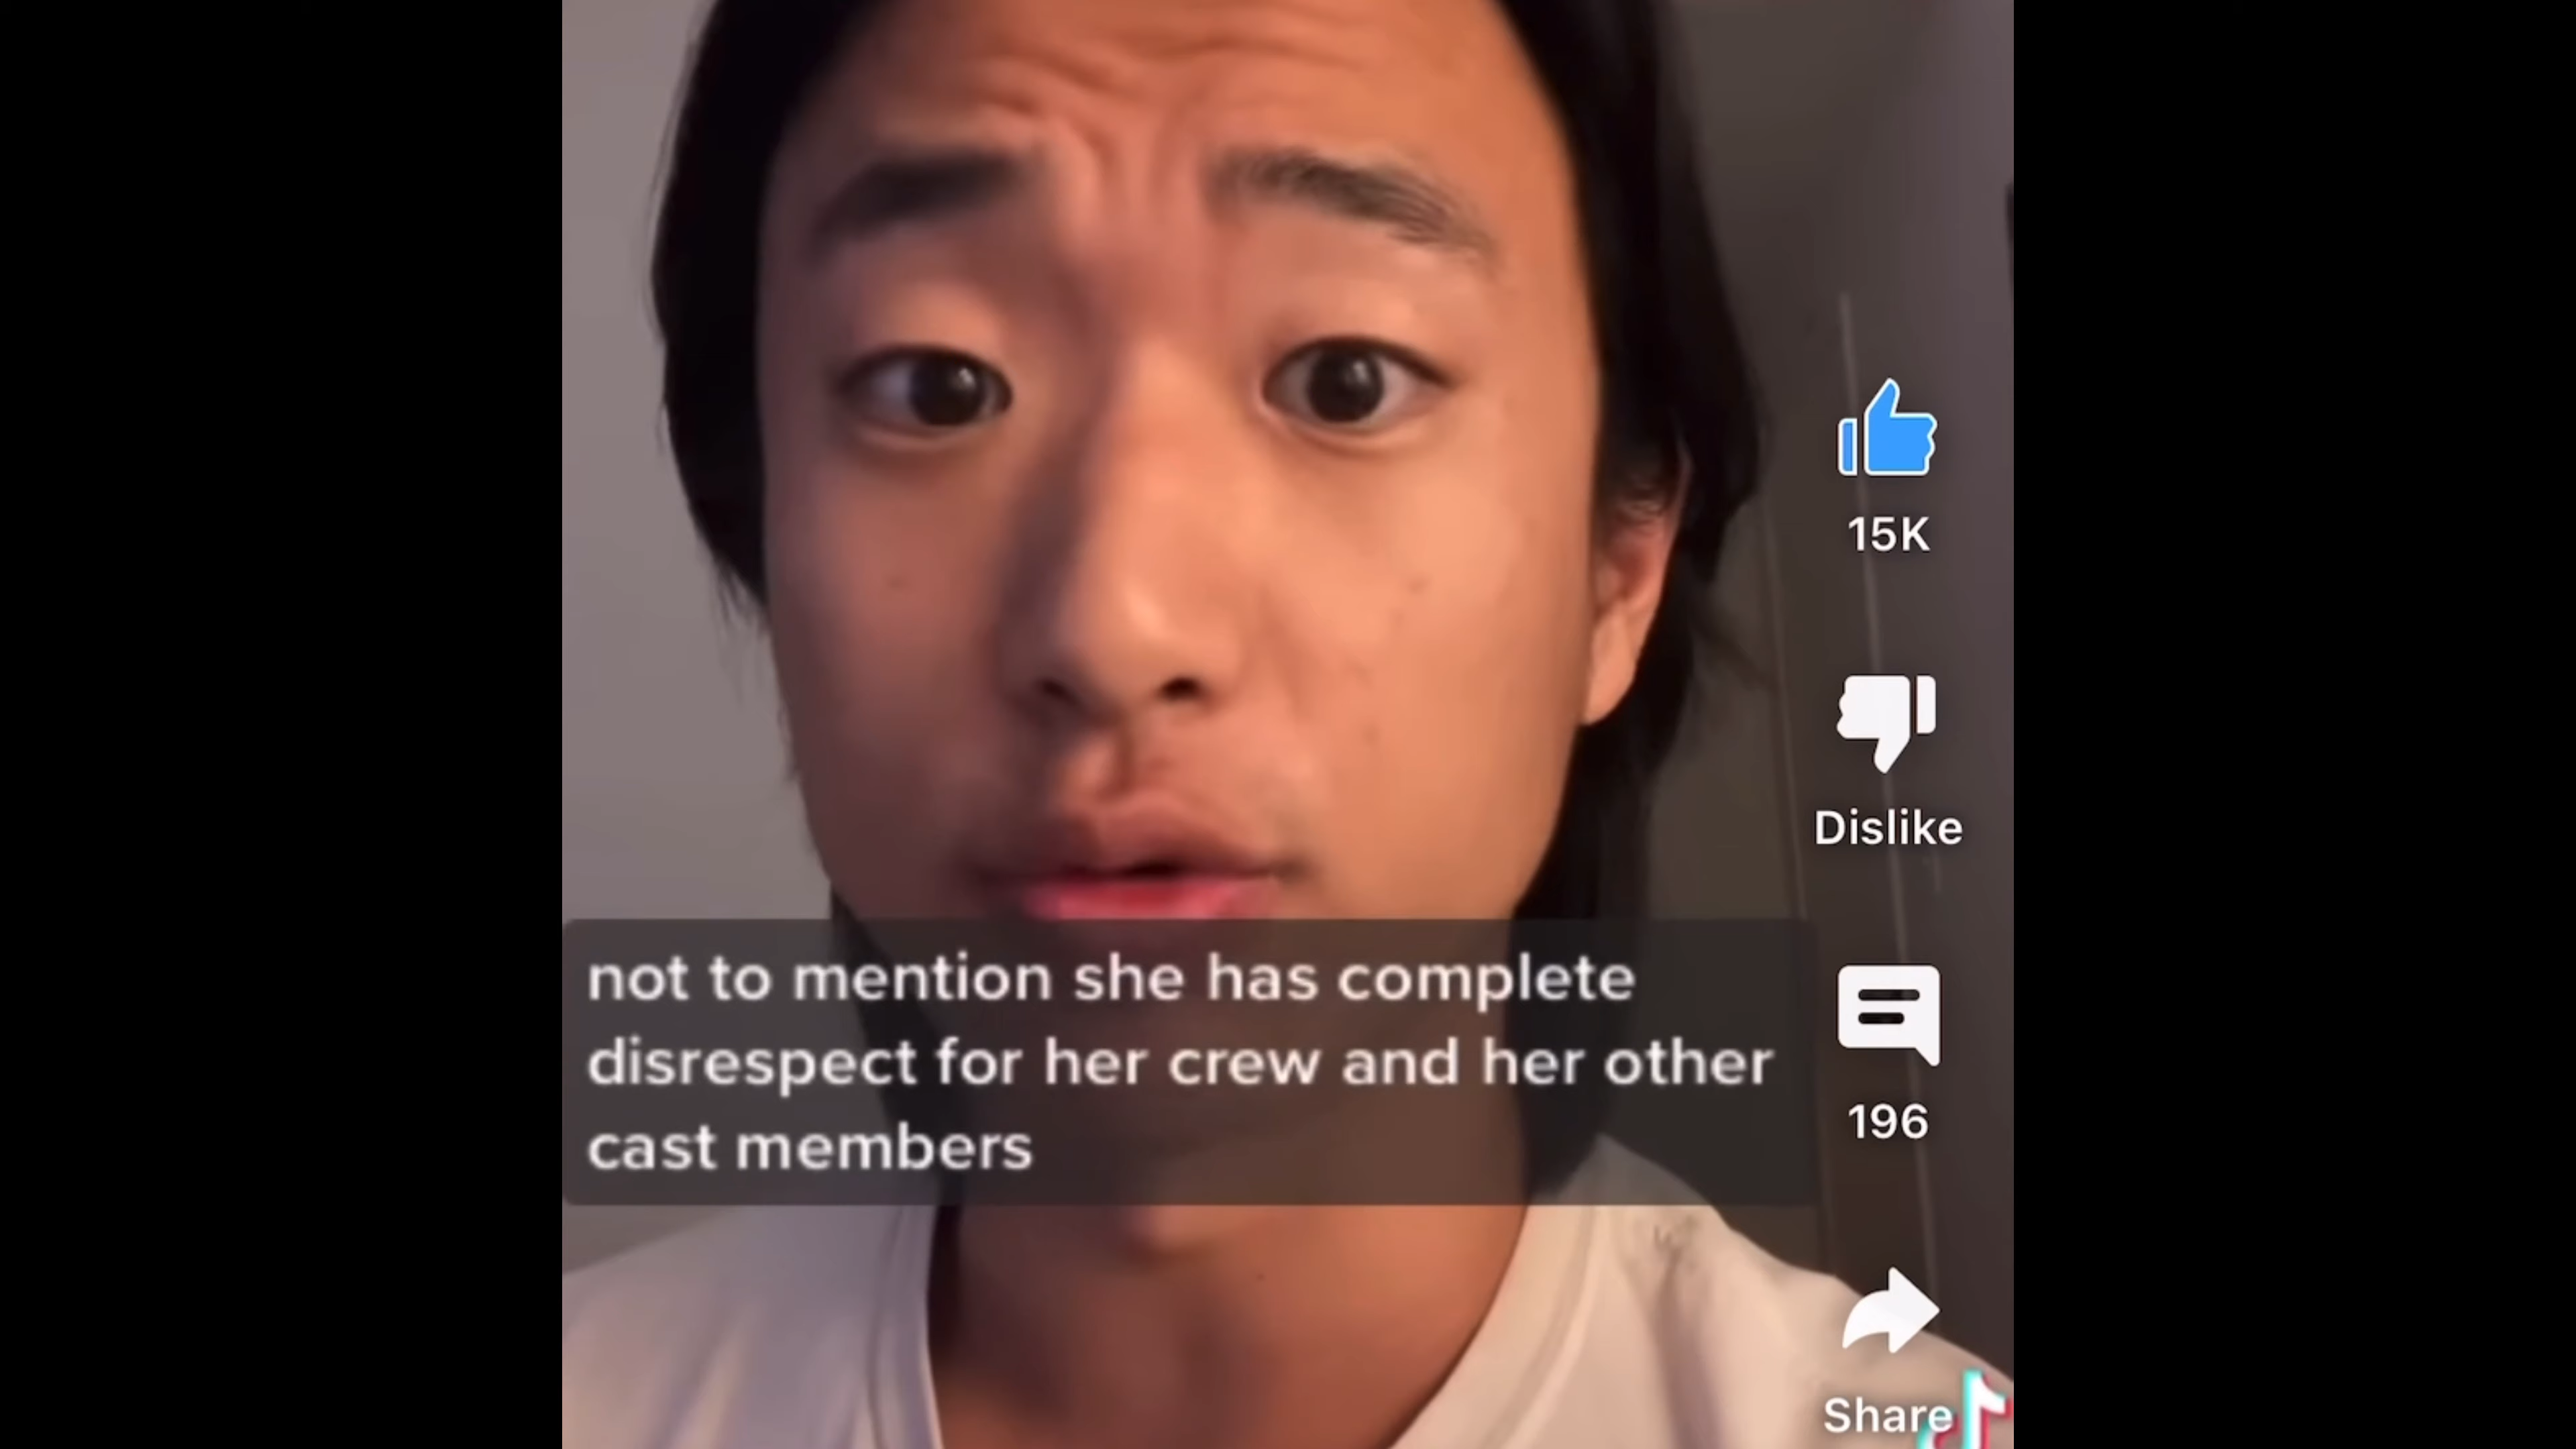 15K
Dislike
not to mention she has complete
disrespect for her crew and her other
cast members
196
Share